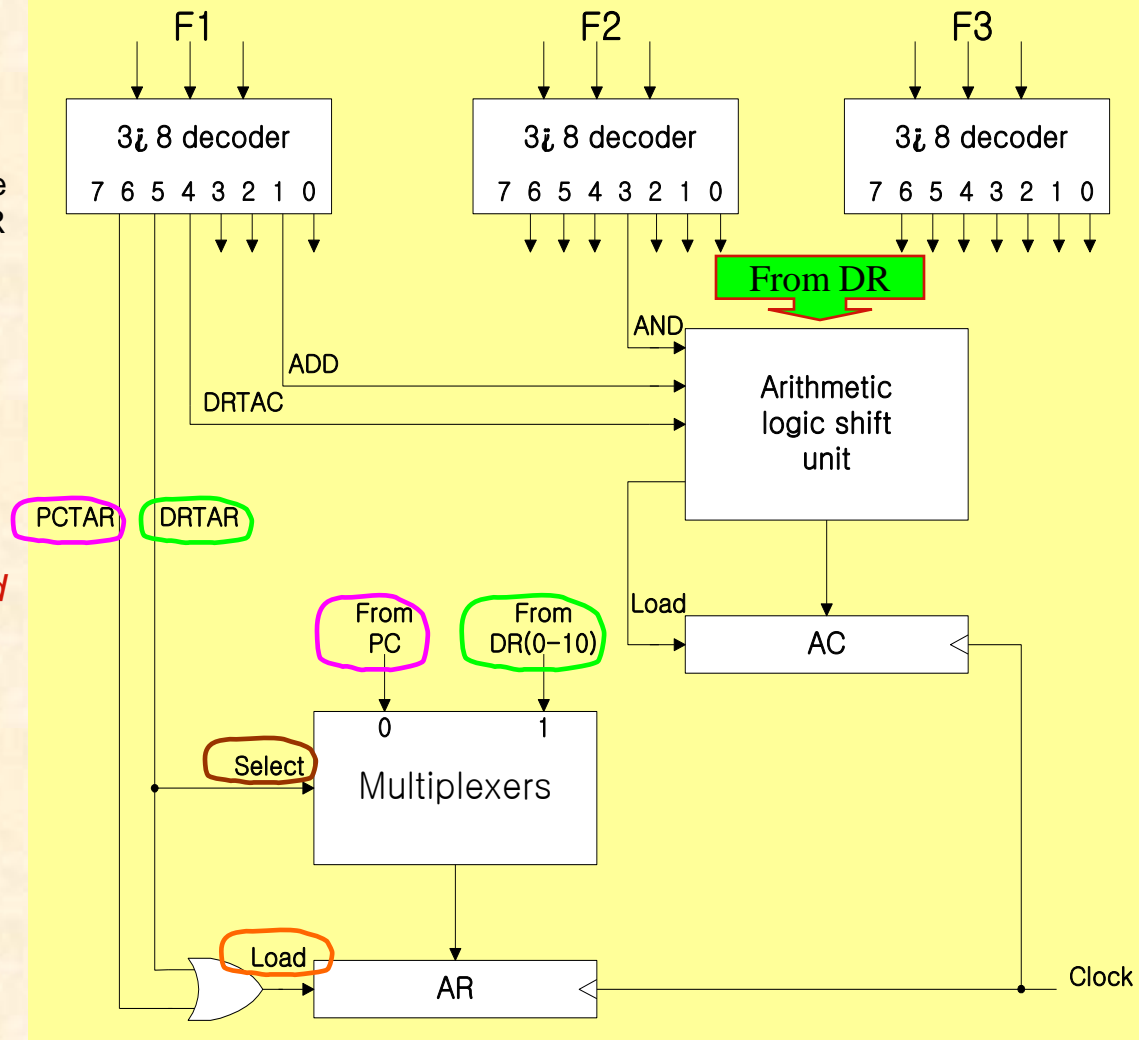 F1
F2
F3
3¿ 8 decoder
3¿ 8 decoder
3¿ 8 decoder
7 6 5 4 3 2 1 0
7 6 5 4 3 2 1 0
7 6 5 4 3 2 1 0
e
R
From DR
AND
ADD
DRTAC
Arithmetic
logic shift
unit
PCTAR
DRTAR
d
Load
From
PC
From
DR(0-10)
AC
0
1
Select
Multiplexers
Load
AR
Clock